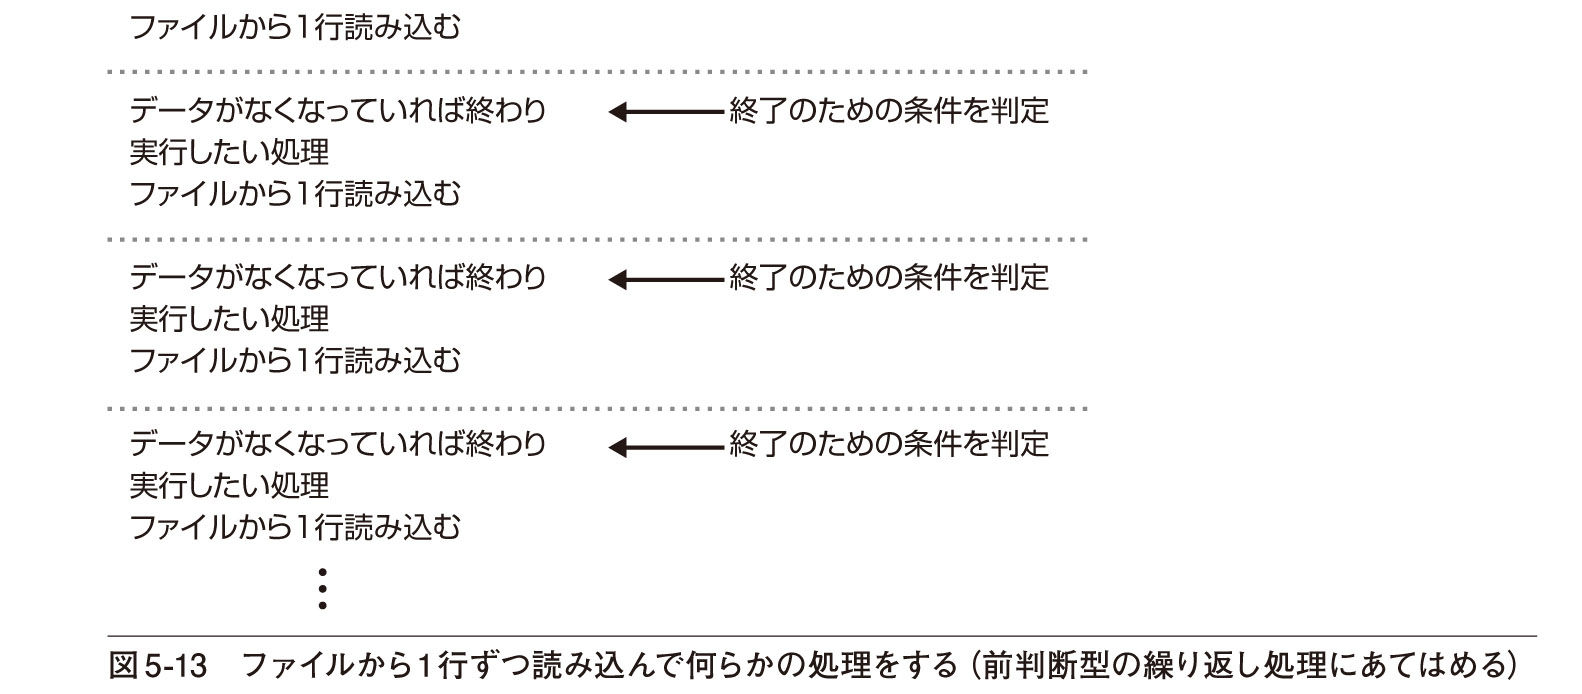 ファイルから1行読み込む
データがなくなっていれば終わり ← 終了のための条件を判定
実行したい処理
ファイルから1行読み込む
データがなくなっていれば終わり ← 終了のための条件を判定
実行したい処理
ファイルから1行読み込む
データがなくなっていれば終わり ← 終了のための条件を判定
実行したい処理
ファイルから1行読み込む
図5-13　ファイルから1行ずつ読み込んで何らかの処理をする（前判断型の繰り返し処理にあてはめる）